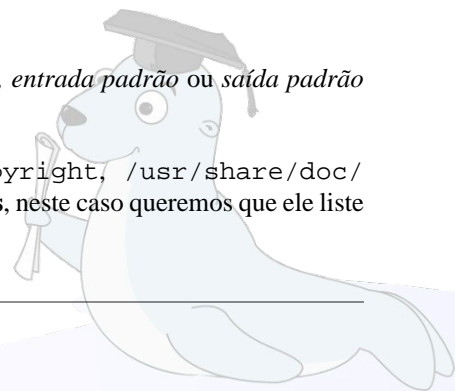 , entrada padrão ou saída padrão
pyright, /usr/share/doc/
s, neste caso queremos que ele liste